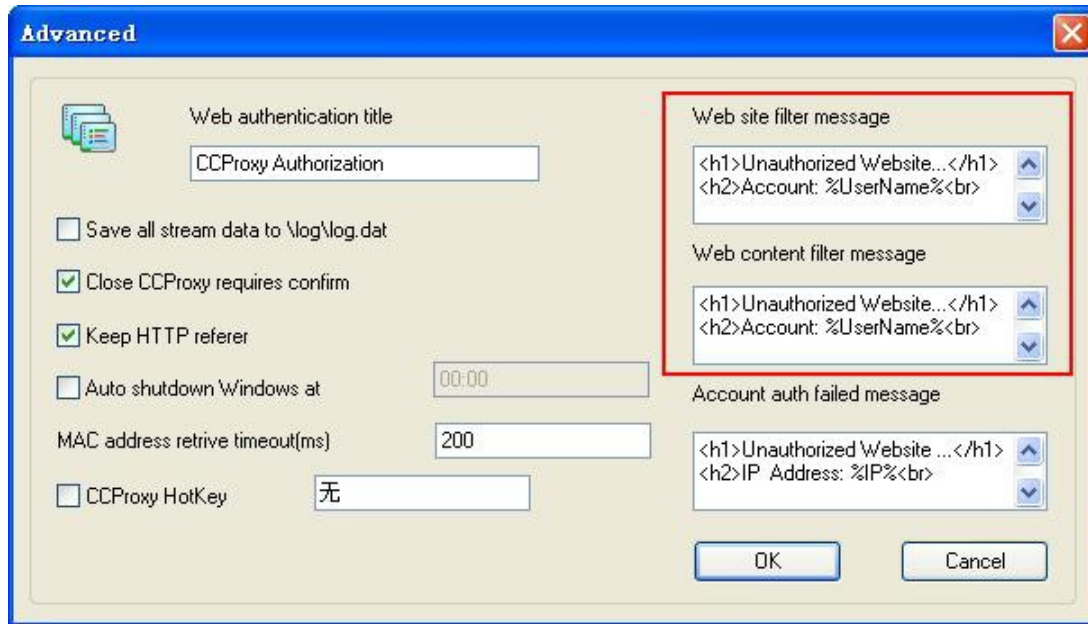 Advanced
Web authentication title
CCProxy Authorization
Save all stream data to \log\log.dat
Close CCProxy requires confirm
Keep HTTP referer
Auto shutdown Windows at
00:00
MAC address retrive timeout(ms)
200
CCProxy HotKey
无
Web site filter message
<h1>Unauthorized Website...</h1>
<h2>Account: %UserName%<br>
Web content filter message
<h1>Unauthorized Website...</h1>
<h2>Account: %UserName%<br>
Account auth failed message
<h1>Unauthorized Website ...</h1>
<h2>IP Address: %IP%<br>
OK
Cancel